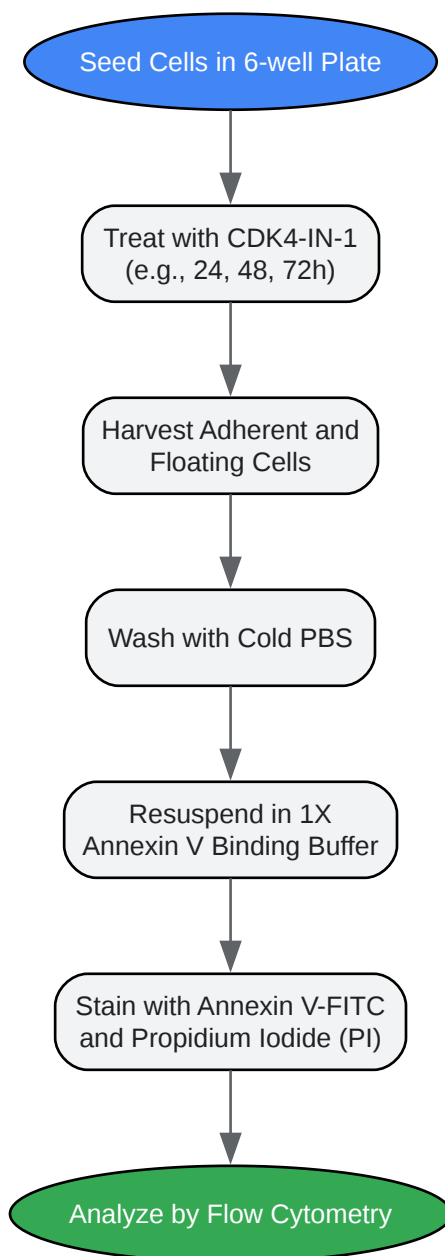 Seed Cells in 6-well Plate
Treat with CDK4-IN-1
(e.g., 24, 48, 72h)
Harvest Adherent and
Floating Cells
Wash with Cold PBS
Resuspend in 1X
Annexin V Binding Buffer
Stain with Annexin V-FITC
and Propidium Iodide (PI)
Analyze by Flow Cytometry